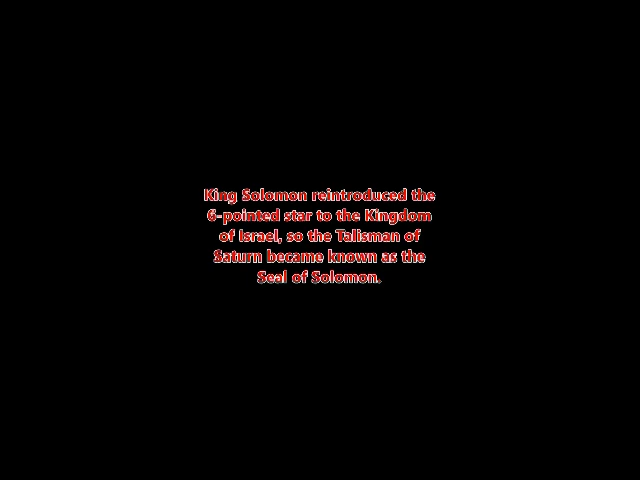 King Solomon reintroduced the
6-pointed star to the Kingdom
of Israel, so the Talisman of
Saturn became known as the
Seal of Solomon.